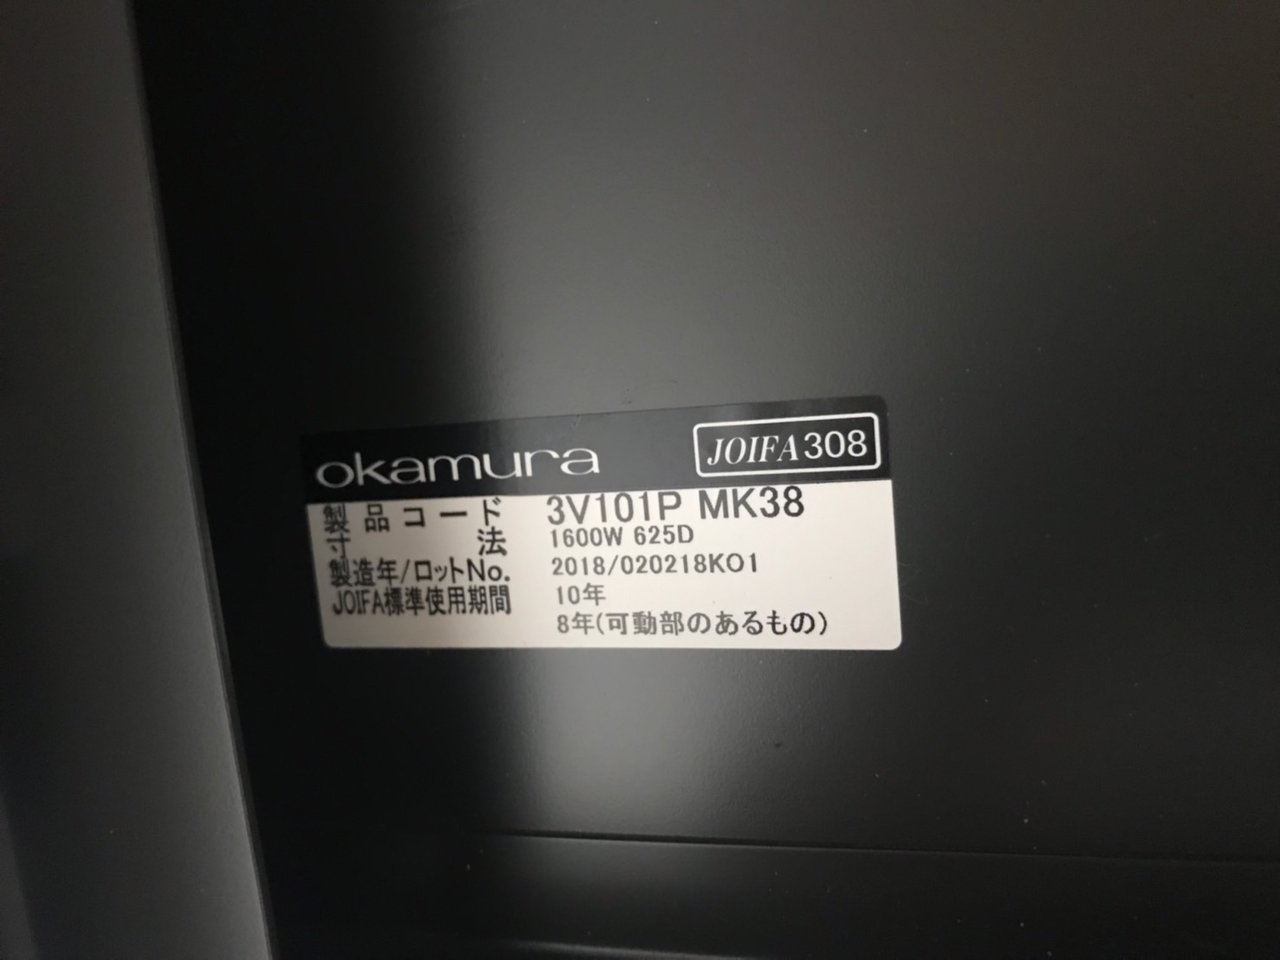 okamura JOIFA308
製品コード 3V101P MK38
寸法 1600W 625D
製造年/ロットNo. 2018/020218KO1
JOIFA標準使用期間 10年
8年(可動部のあるもの)